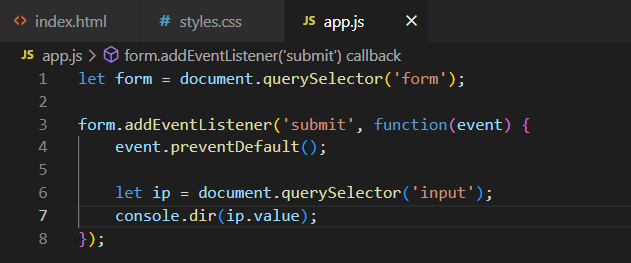 <> index.html # styles.css JS app.js ×
JS app.js > form.addEventListener('submit') callback
1 let form = document.querySelector('form');
2
3 form.addEventListener('submit', function(event) {
4     event.preventDefault();
5
6     let ip = document.querySelector('input');
7     console.dir(ip.value);
8 });